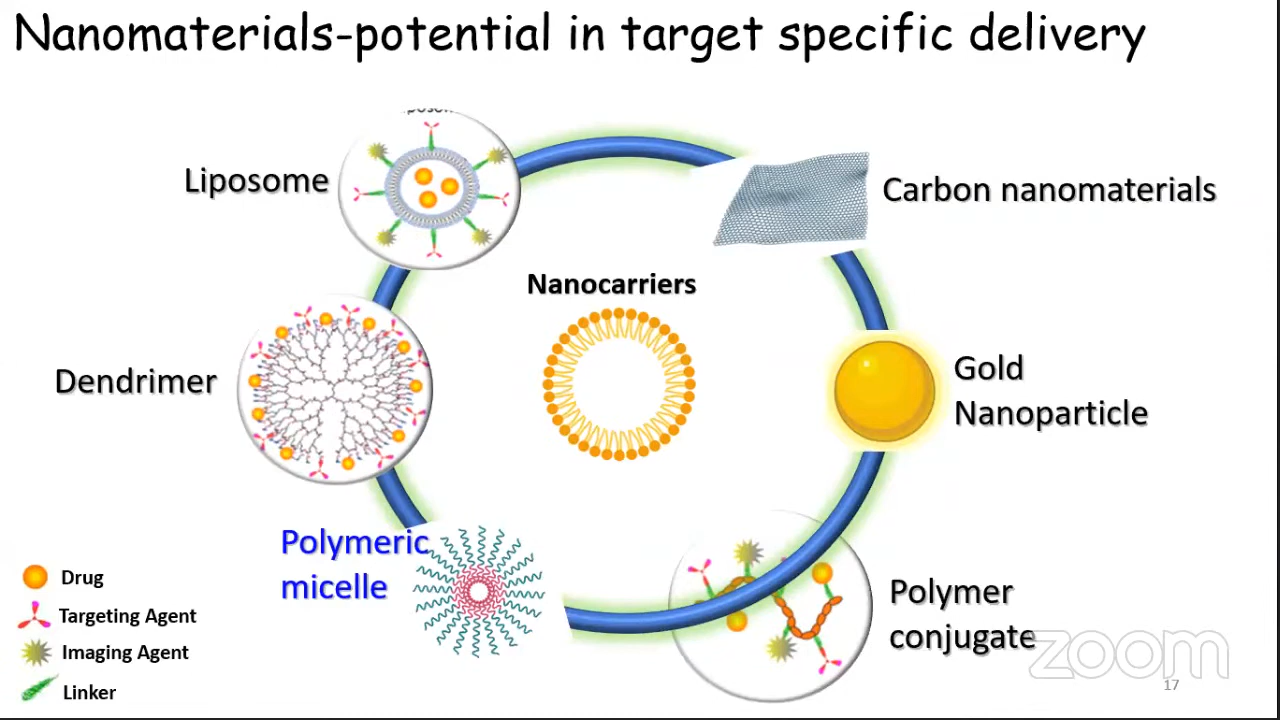 Nanomaterials-potential in target specific delivery
Liposome
Carbon nanomaterials
Nanocarriers
Dendrimer
Gold
Nanoparticle
Polymeric
micelle
Polymer
conjugate
Drug
Targeting Agent
Imaging Agent
Linker
zoom
17